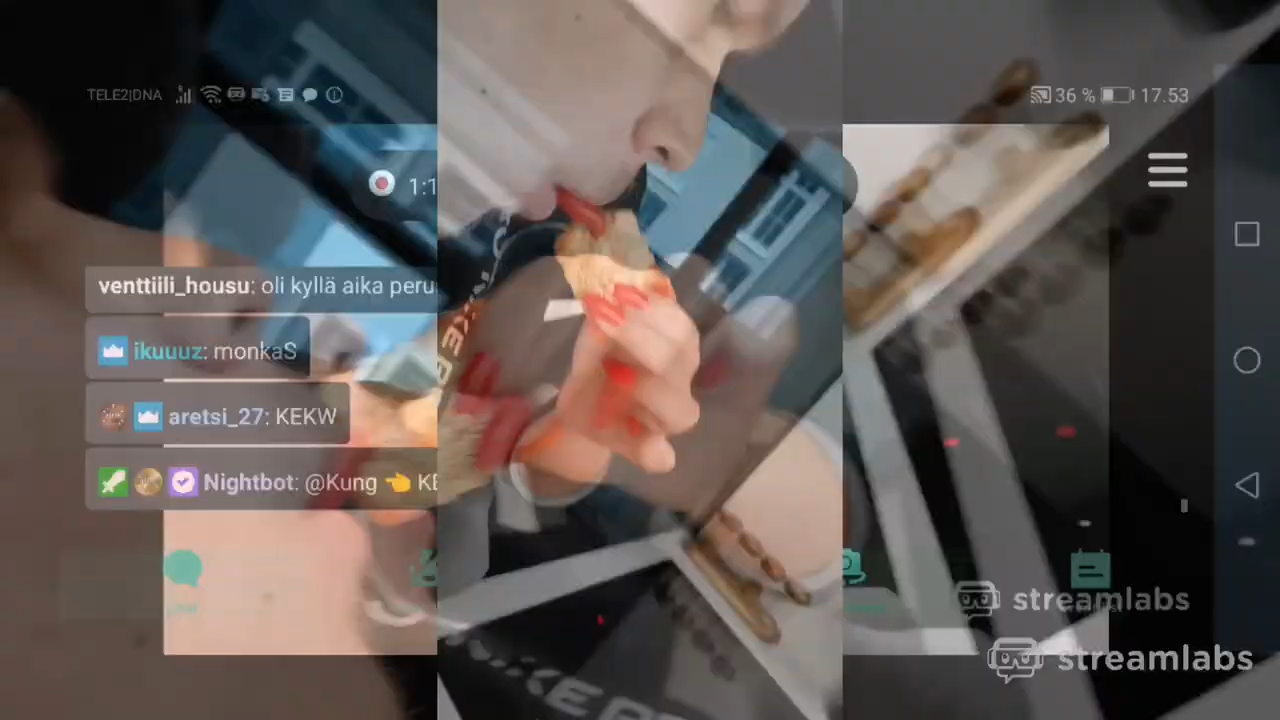 TELE2|DNA
36 % 17.53
1:1
venttiili_housu: oli kyllä aika peru
ikuuuz: monkaS
aretsi_27: KEKW
Nightbot: @Kung 👈 KE
streamlabs
streamlabs